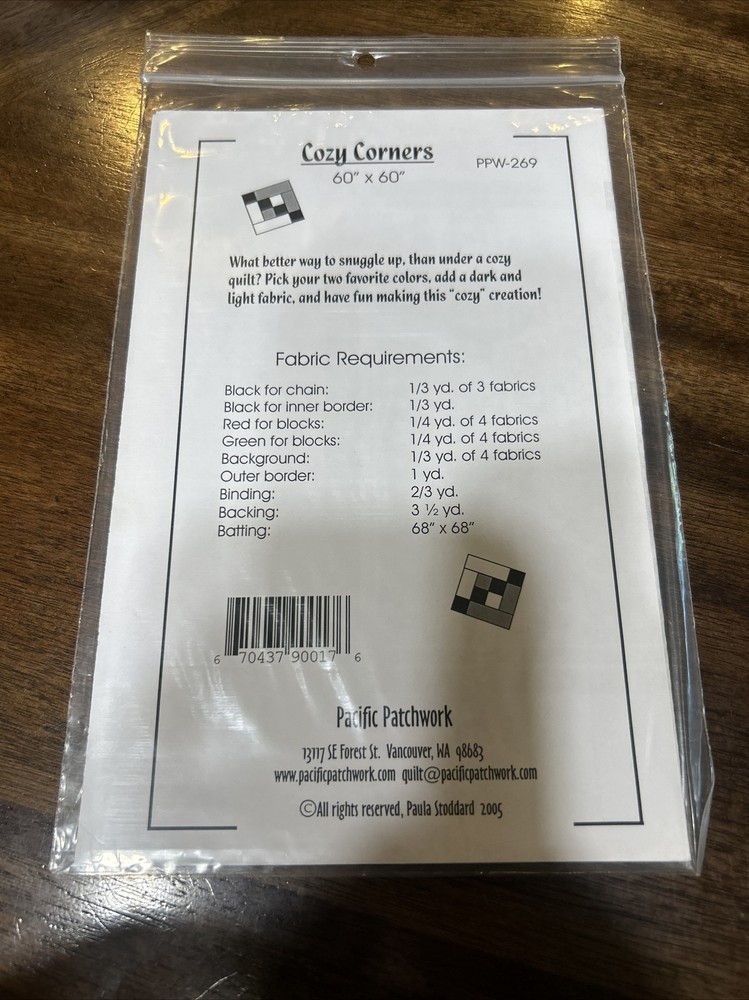 Cozy Corners
PPW-269
60" x 60"
What better way to snuggle up, than under a cozy
quilt? Pick your two favorite colors, add a dark and
light fabric, and have fun making this "cozy" creation!
Fabric Requirements:
Black for chain: 1/3 yd. of 3 fabrics
Black for inner border: 1/3 yd.
Red for blocks: 1/4 yd. of 4 fabrics
Green for blocks: 1/4 yd. of 4 fabrics
Background: 1/3 yd. of 4 fabrics
Outer border: 1 yd.
Binding: 2/3 yd.
Backing: 3 ½ yd.
Batting: 68" x 68"
6 70437 90017 6
Pacific Patchwork
13117 SE Forest St. Vancouver, WA 98683
www.pacificpatchwork.com quilt@pacificpatchwork.com
©All rights reserved, Paula Stoddard 2005